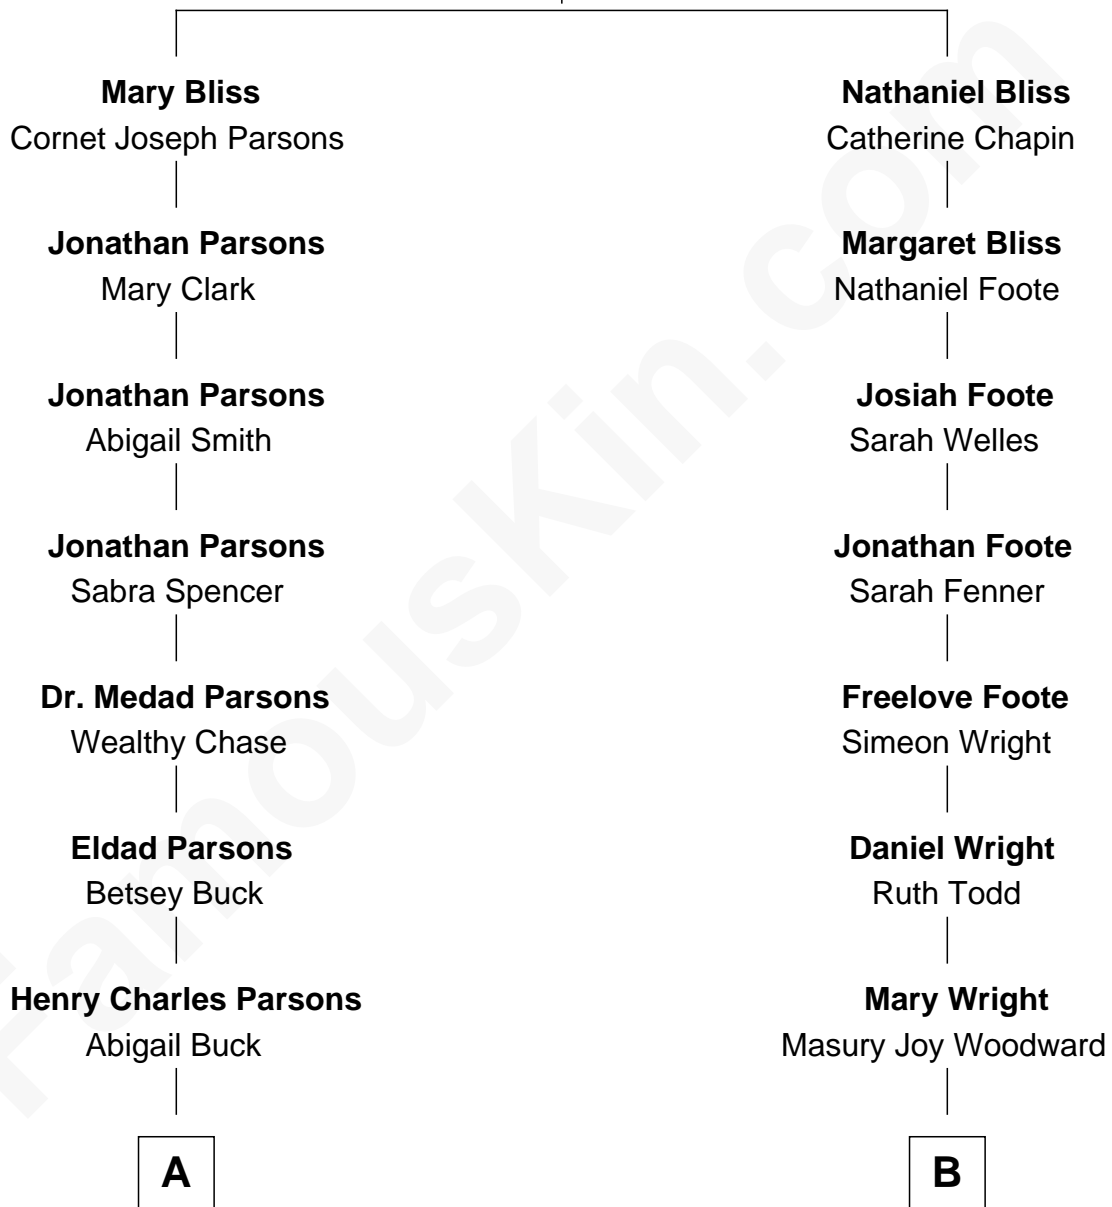 Mary Bliss
Cornet Joseph Parsons
Jonathan Parsons
Mary Clark
Jonathan Parsons
Abigail Smith
Jonathan Parsons
Sabra Spencer
Dr. Medad Parsons
Wealthy Chase
Eldad Parsons
Betsey Buck
Henry Charles Parsons
Abigail Buck
A
Nathaniel Bliss
Catherine Chapin
Margaret Bliss
Nathaniel Foote
Josiah Foote
Sarah Welles
Jonathan Foote
Sarah Fenner
Freelove Foote
Simeon Wright
Daniel Wright
Ruth Todd
Mary Wright
Masury Joy Woodward
B
FamousKin.com